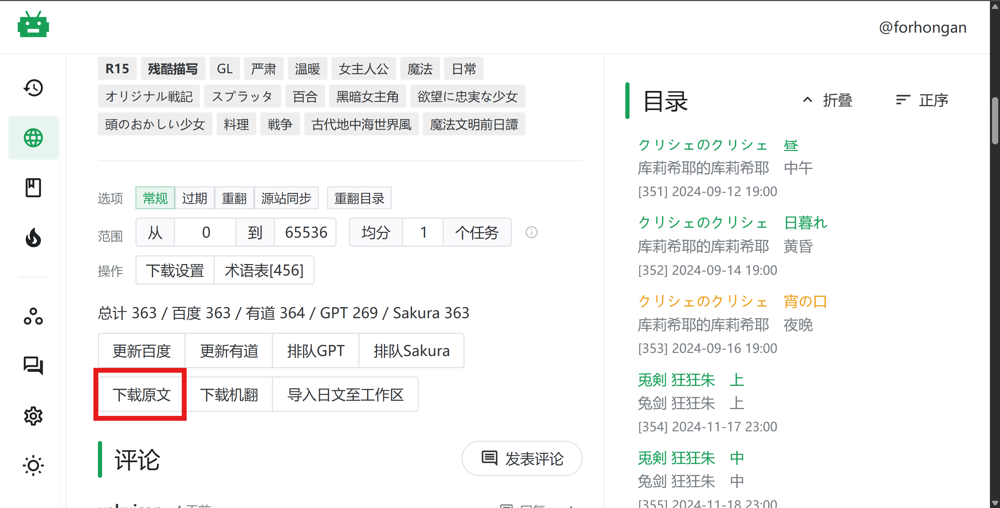 @forhongan
R15 残酷描写 GL 严肃 温暖 女主人公 魔法 日常
オリジナル戦記 スプラッタ 百合 黑暗女主角 欲望に忠実な少女
頭のおかしい少女 料理 戦争 古代地中海世界風 魔法文明前日譚
选项 常规 过期 重翻 源站同步 重翻目录
范围 从 0 到 65536 均分 1 个任务
操作 下载设置 术语表[456]
总计 363 / 百度 363 / 有道 364 / GPT 269 / Sakura 363
更新百度 更新有道 排队GPT 排队Sakura
下载原文 下载机翻 导入日文至工作区
评论 发表评论
目录 折叠 正序
クリシェのクリシェ 昼
库莉希耶的库莉希耶 中午
[351] 2024-09-12 19:00
クリシェのクリシェ 日暮れ
库莉希耶的库莉希耶 黄昏
[352] 2024-09-14 19:00
クリシェのクリシェ 宵の口
库莉希耶的库莉希耶 夜晚
[353] 2024-09-16 19:00
兎剣 狂狂朱 上
兔剑 狂狂朱 上
[354] 2024-11-17 23:00
兎剣 狂狂朱 中
兔剑 狂狂朱 中
[355] 2024-11-18 23:00